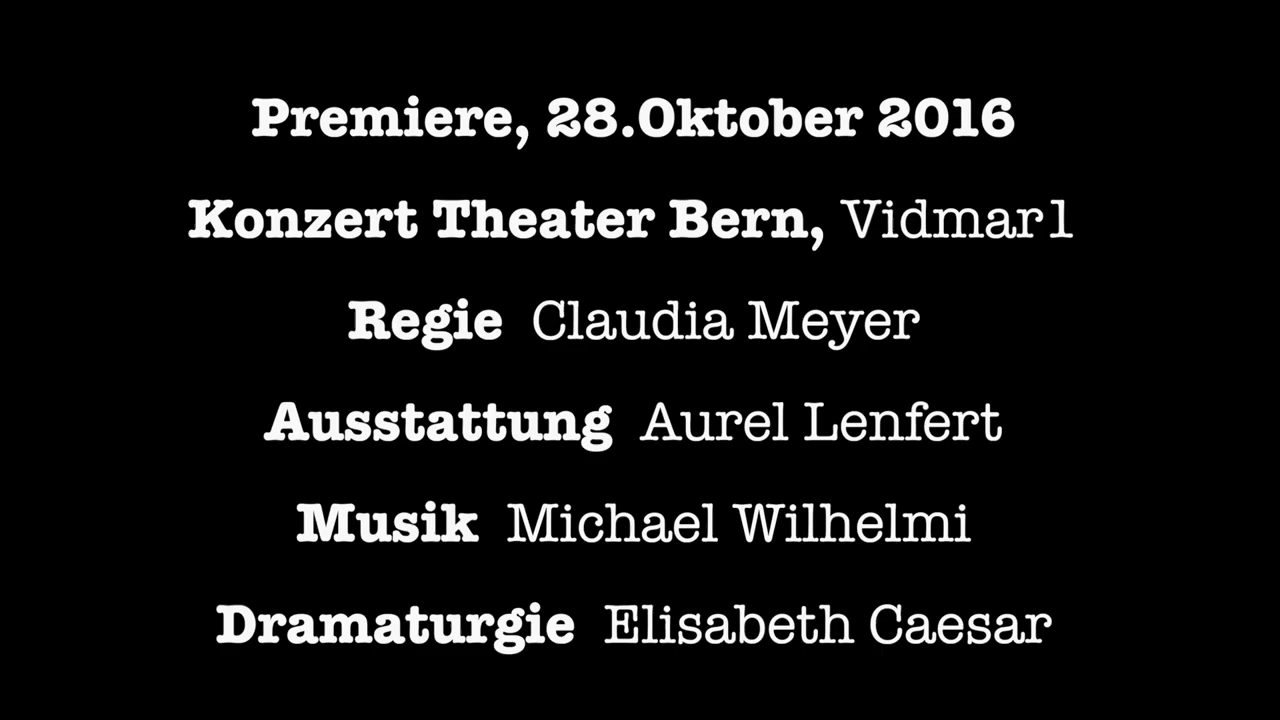 Premiere, 28.Oktober 2016
Konzert Theater Bern, Vidmar1
Regie Claudia Meyer
Ausstattung Aurel Lenfert
Musik Michael Wilhelmi
Dramaturgie Elisabeth Caesar